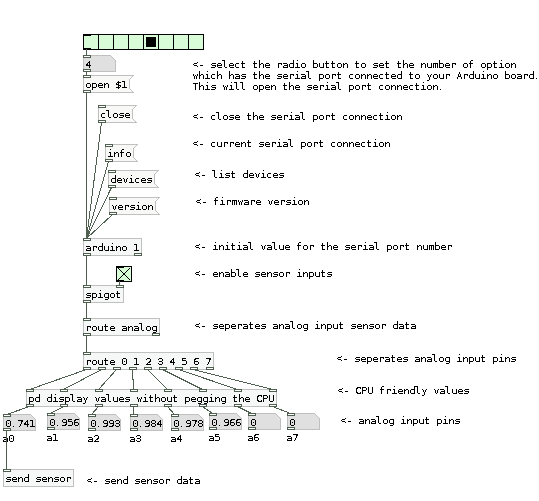 4
<- select the radio button to set the number of option
which has the serial port connected to your Arduino board.
This will open the serial port connection.
open $1
close
<- close the serial port connection
info
<- current serial port connection
devices
<- list devices
version
<- firmware version
arduino 1
<- initial value for the serial port number
<- enable sensor inputs
spigot
route analog
<- seperates analog input sensor data
route 0 1 2 3 4 5 6 7
<- seperates analog input pins
pd display values without pegging the CPU
<- CPU friendly values
0.741 0.956 0.993 0.984 0.978 0.966 0 0
<- analog input pins
a0 a1 a2 a3 a4 a5 a6 a7
send sensor
<- send sensor data